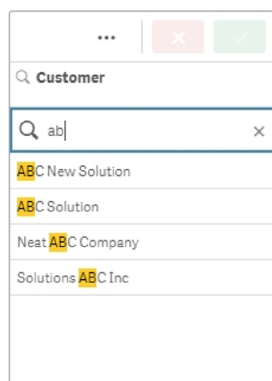 Customer
ab
ABC New Solution
ABC Solution
Neat ABC Company
Solutions ABC Inc